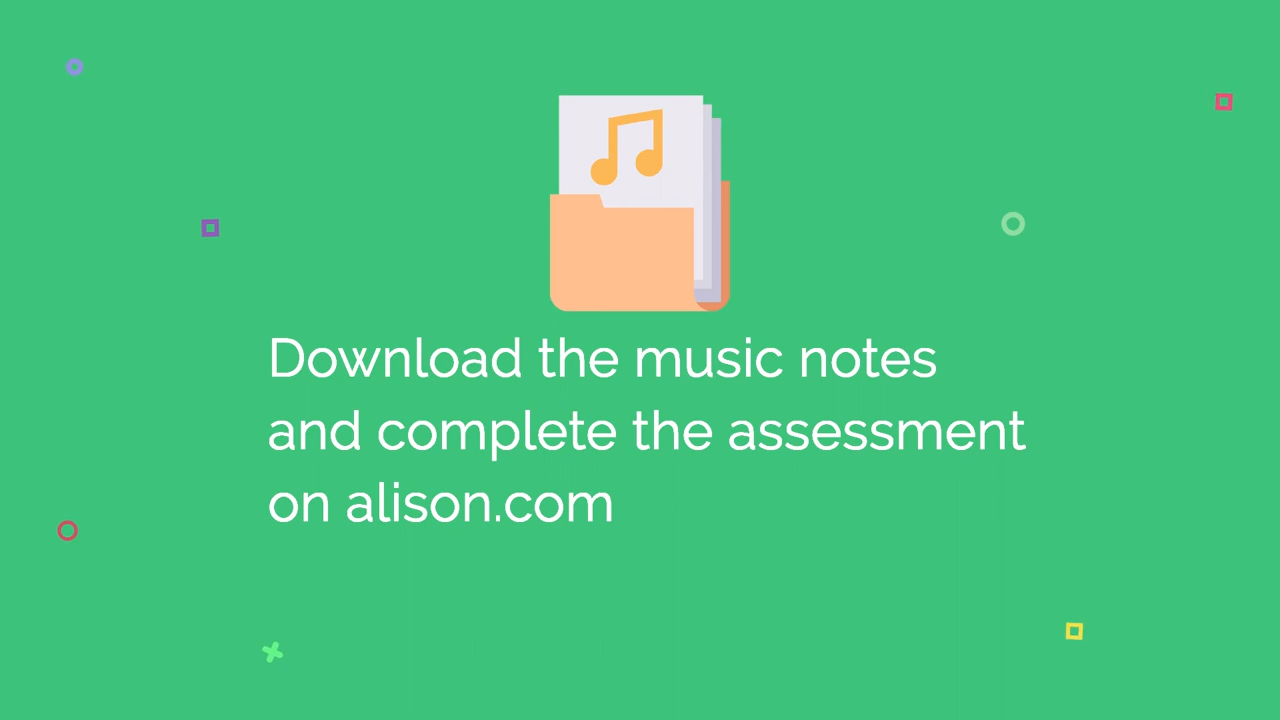 Download the music notes
and complete the assessment
on alison.com